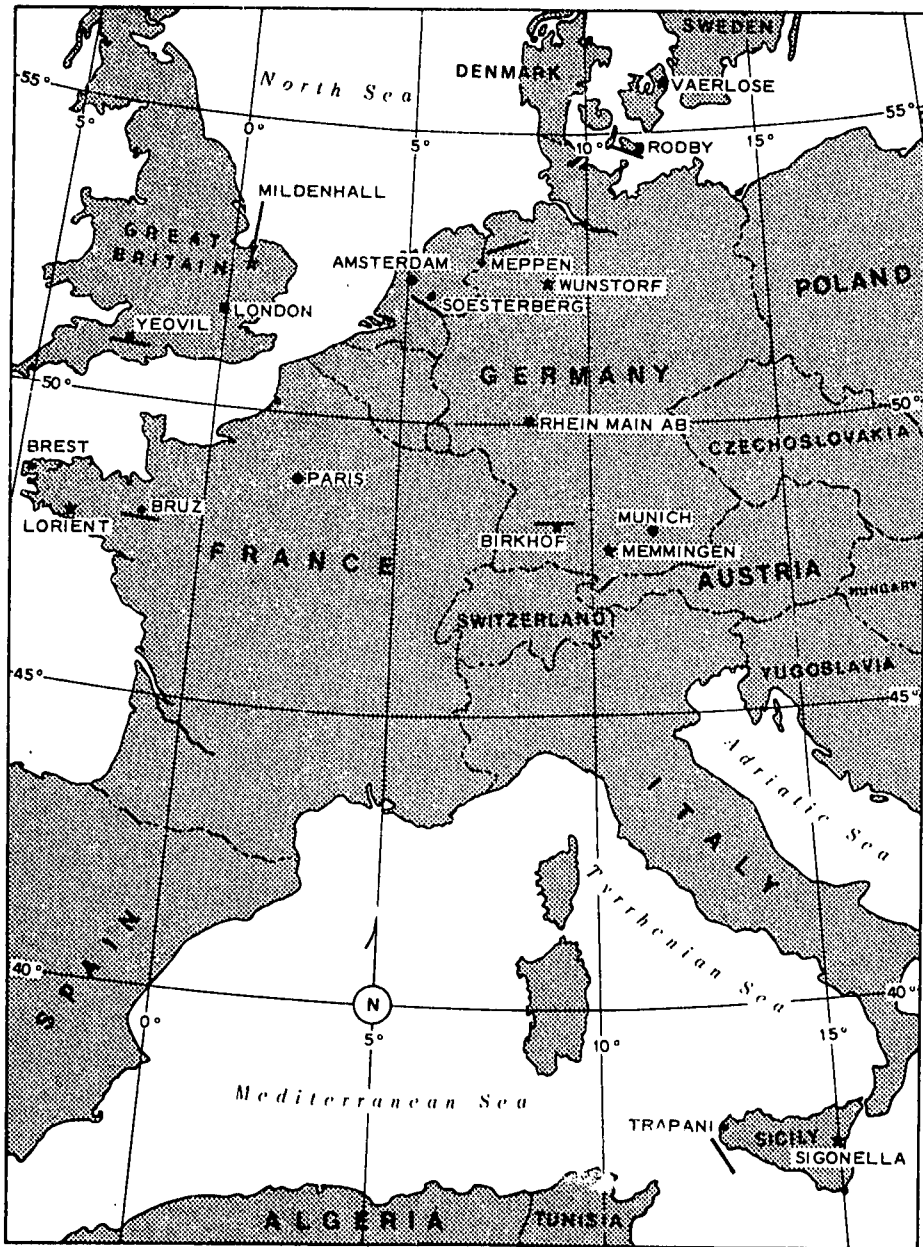 SWEDEN
DENMARK
VAERLOSE
North Sea
55°
5°
0°
5°
10°
15°
55°
RODBY
MILDENHALL
GREAT
BRITAIN
AMSTERDAM
MEPPEN
WUNSTORF
SOESTERBERG
POLAND
LONDON
YEOVIL
GERMANY
50°
50°
RHEIN MAIN AB
CZECHOSLOVAKIA
BREST
PARIS
BRUZ
LORIENT
MUNICH
BIRKHOF
MEMMINGEN
FRANCE
AUSTRIA
HUNGARY
SWITZERLAND
YUGOBLAVIA
45°
45°
Adriatic Sea
ITALY
Tyrrhenian Sea
SPAIN
40°
40°
N
0°
5°
10°
15°
Mediterranean Sea
TRAPANI
SICILY
SIGONELLA
ALGERIA
TUNISIA